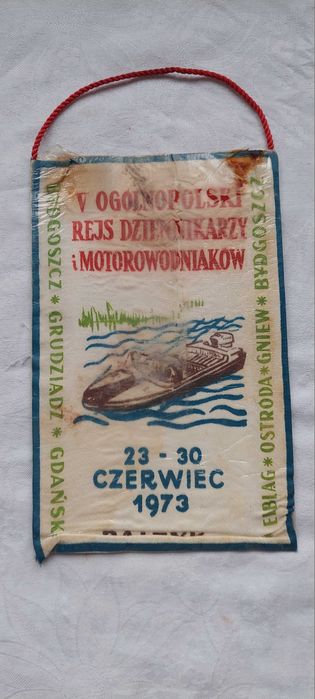 V OGÓLNOPOLSKI
REJS DZIENNIKARZY
i MOTOROWODNIAKÓW
BYDGOSZCZ * GRUDZIĄDZ * GDAŃSK
ELBLĄG * OSTRÓDA * GNIEW * BYDGOSZCZ
23 - 30
CZERWIEC
1973